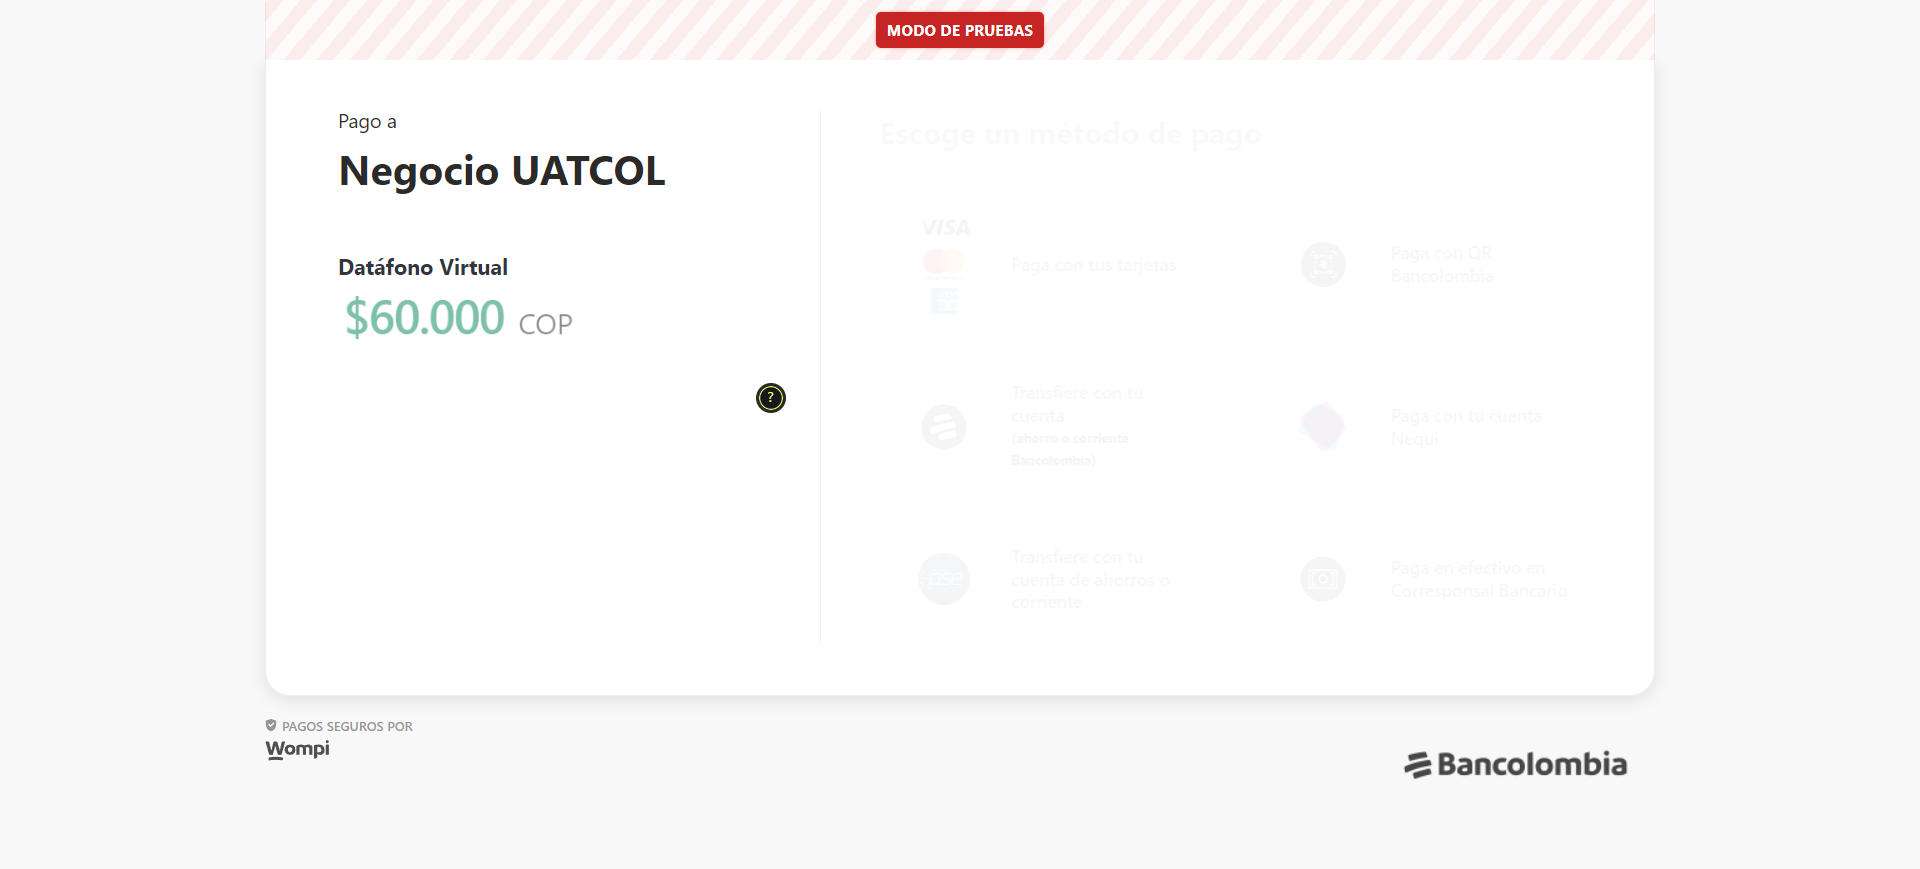 MODO DE PRUEBAS
Pago a
Negocio UATCOL
Datáfono Virtual
$60.000 COP
?
Escoge un método de pago
VISA
Paga con tus tarjetas
Paga con QR
Bancolombia
Transfiere con tu
cuenta
(ahorro o corriente
Bancolombia)
Paga con tu cuenta
Nequi
pse
Transfiere con tu
cuenta de ahorros o
corriente
Paga en efectivo en
Corresponsal Bancario
PAGOS SEGUROS POR
Wompi
Bancolombia